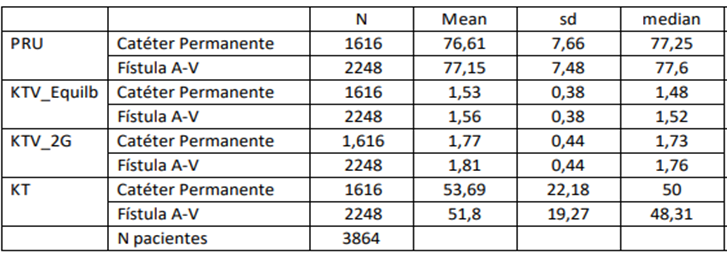 N Mean sd median
PRU Catéter Permanente 1616 76,61 7,66 77,25
Fístula A-V 2248 77,15 7,48 77,6
KTV_Equilb Catéter Permanente 1616 1,53 0,38 1,48
Fístula A-V 2248 1,56 0,38 1,52
KTV_2G Catéter Permanente 1,616 1,77 0,44 1,73
Fístula A-V 2248 1,81 0,44 1,76
KT Catéter Permanente 1616 53,69 22,18 50
Fístula A-V 2248 51,8 19,27 48,31
N pacientes 3864